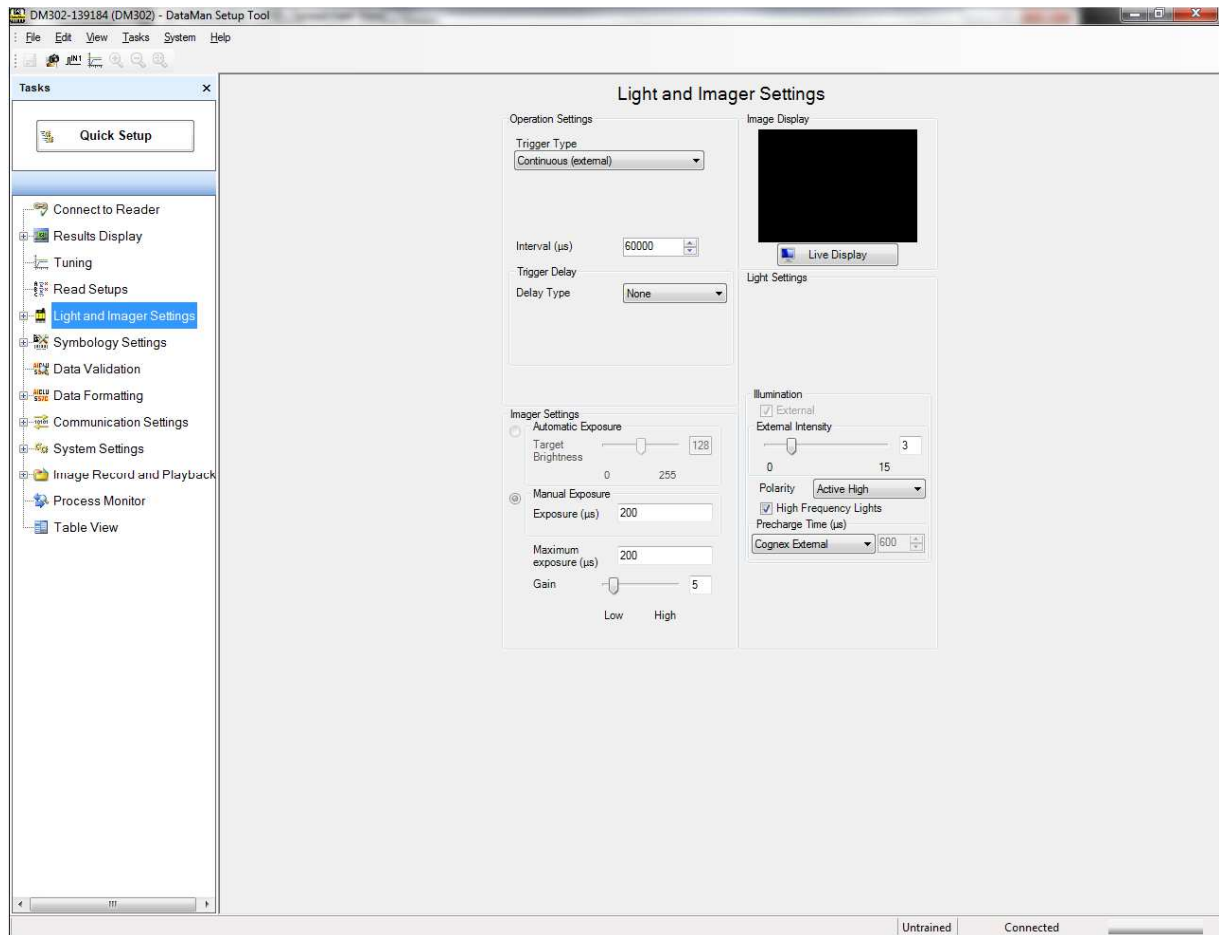 DM302-139184 (DM302) - DataMan Setup Tool
File Edit View Tasks System Help
IN1
Tasks
Quick Setup
Connect to Reader
Results Display
Tuning
Read Setups
Light and Imager Settings
Symbology Settings
Data Validation
Data Formatting
Communication Settings
System Settings
Image Record and Playback
Process Monitor
Table View
Light and Imager Settings
Operation Settings
Trigger Type
Continuous (external)
Interval (µs) 60000
Trigger Delay
Delay Type None
Imager Settings
Automatic Exposure
Target Brightness 128
0 255
Manual Exposure
Exposure (µs) 200
Maximum exposure (µs) 200
Gain 5
Low High
Image Display
Live Display
Light Settings
Illumination
External
External Intensity
3
0 15
Polarity Active High
High Frequency Lights
Precharge Time (µs)
Cognex External 600
Untrained Connected